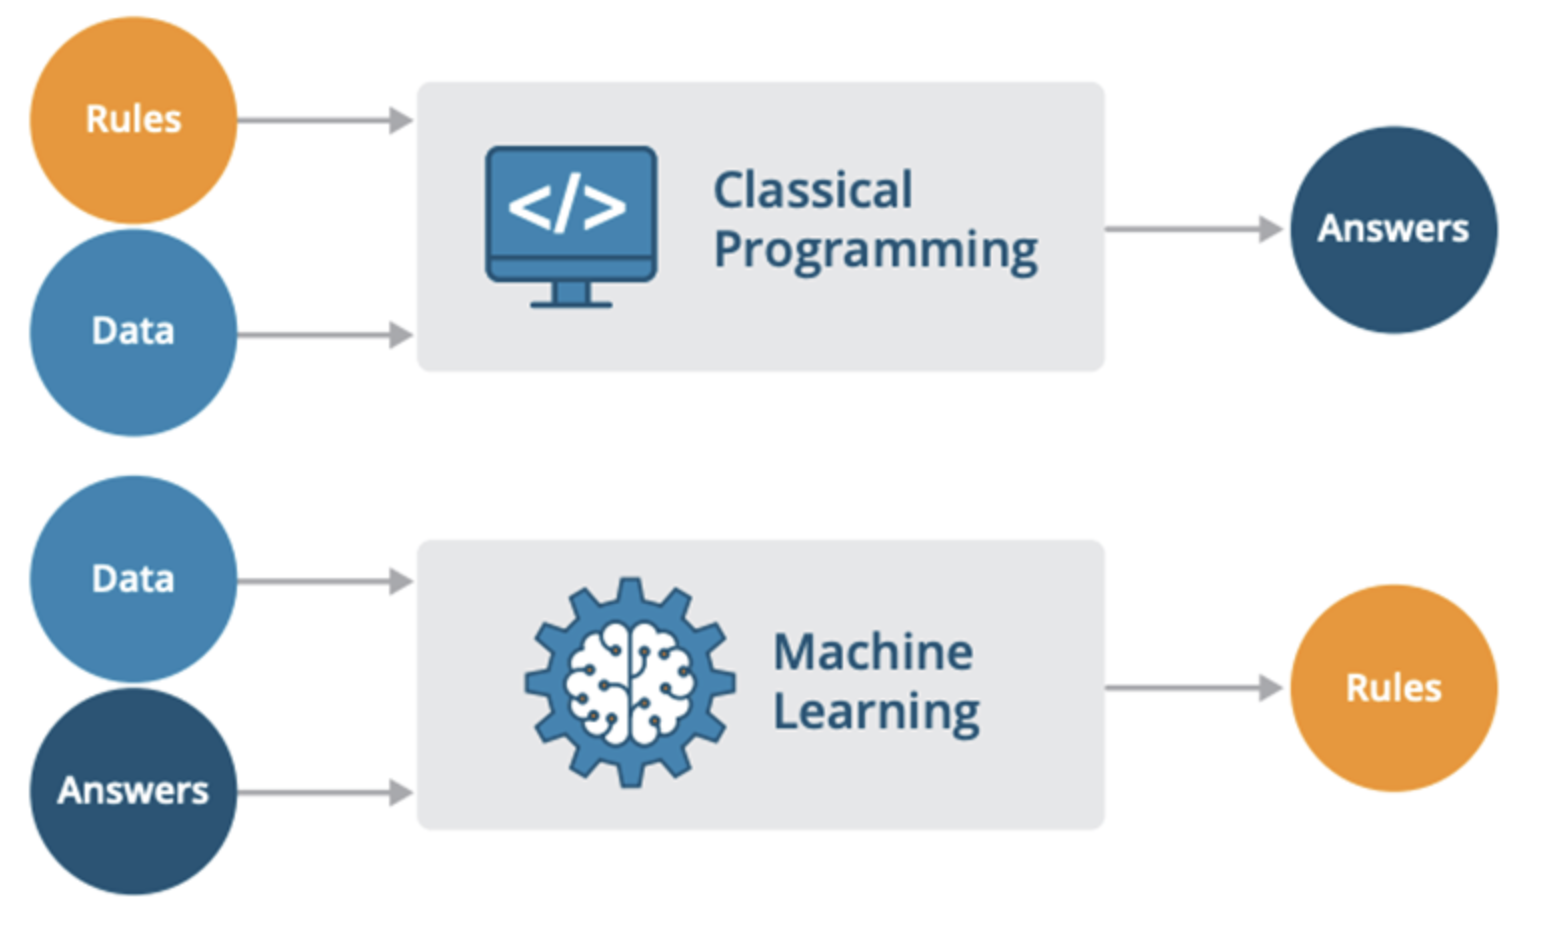 Rules
Data
</>
Classical
Programming
Answers
Data
Answers
Machine
Learning
Rules